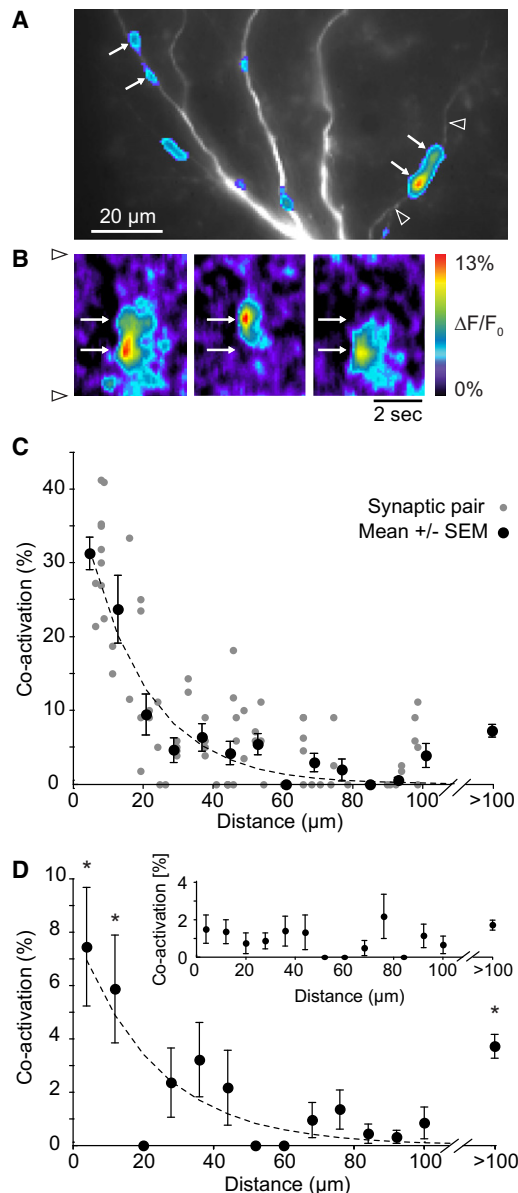 A
20 µm
B
13%
ΔF/F0
0%
2 sec
C
40
30
20
10
0
Co-activation (%)
Synaptic pair
Mean +/- SEM
0 20 40 60 80 100 >100
Distance (µm)
D
10
8
6
4
2
0
Co-activation (%)
* * *
4
2
0
Co-activation [%]
0 20 40 60 80 100 >100
Distance (µm)
0 20 40 60 80 100 >100
Distance (µm)